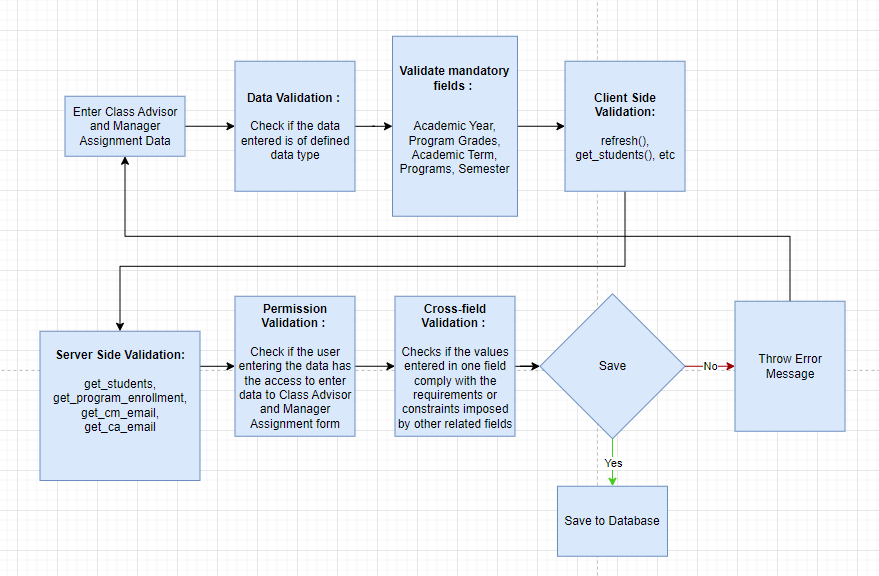 Enter Class Advisor
and Manager
Assignment Data
Data Validation :
Check if the data
entered is of defined
data type
Validate mandatory
fields :
Academic Year,
Program Grades,
Academic Term,
Programs, Semester
Client Side
Validation:
refresh(),
get_students(), etc
Server Side Validation:
get_students,
get_program_enrollment,
get_cm_email,
get_ca_email
Permission
Validation :
Check if the user
entering the data has
the access to enter
data to Class Advisor
and Manager
Assignment form
Cross-field
Validation :
Checks if the values
entered in one field
comply with the
requirements or
constraints imposed
by other related fields
Save
No
Throw Error
Message
Yes
Save to Database